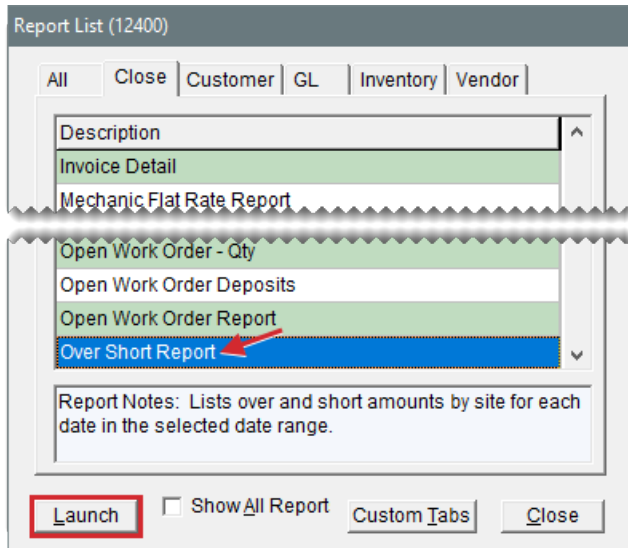 Report List (12400)
All Close Customer GL Inventory Vendor
Description
Invoice Detail
Mechanic Flat Rate Report
Open Work Order - Qty
Open Work Order Deposits
Open Work Order Report
Over Short Report
Report Notes: Lists over and short amounts by site for each
date in the selected date range.
Launch Show All Report Custom Tabs Close